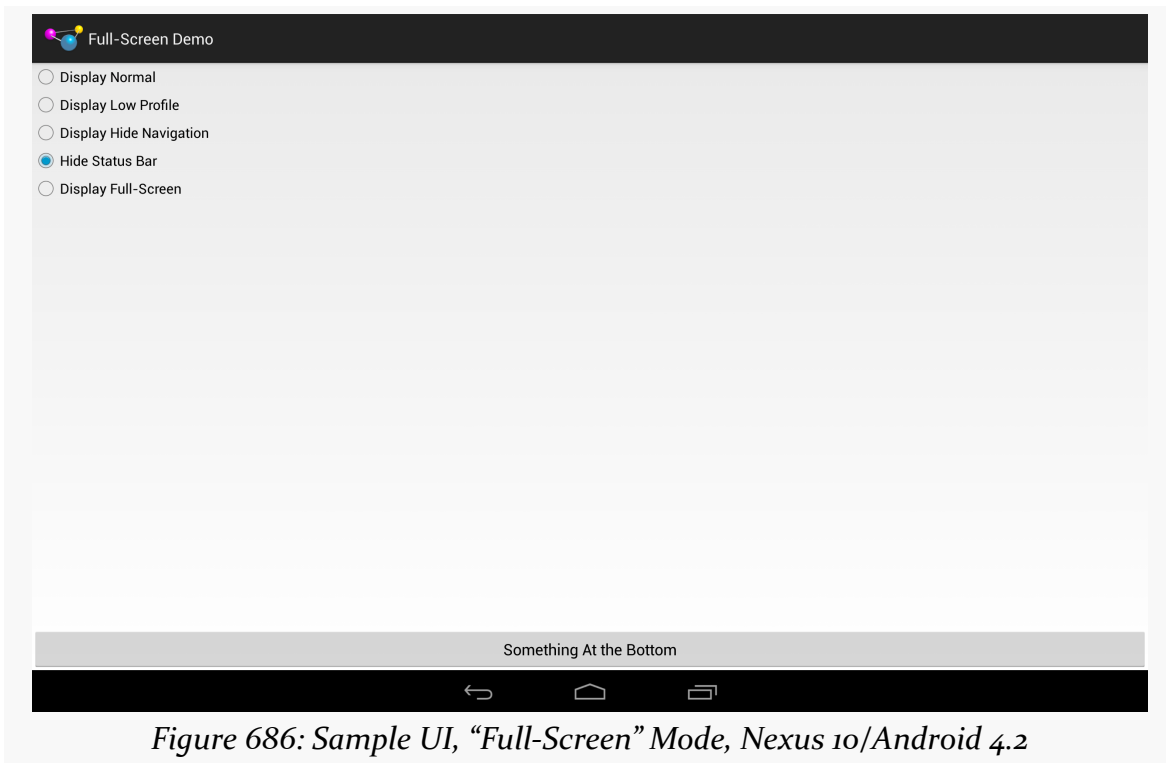 Full-Screen Demo
Display Normal
Display Low Profile
Display Hide Navigation
Hide Status Bar
Display Full-Screen
Something At the Bottom
Figure 686: Sample UI, “Full-Screen” Mode, Nexus 10/Android 4.2